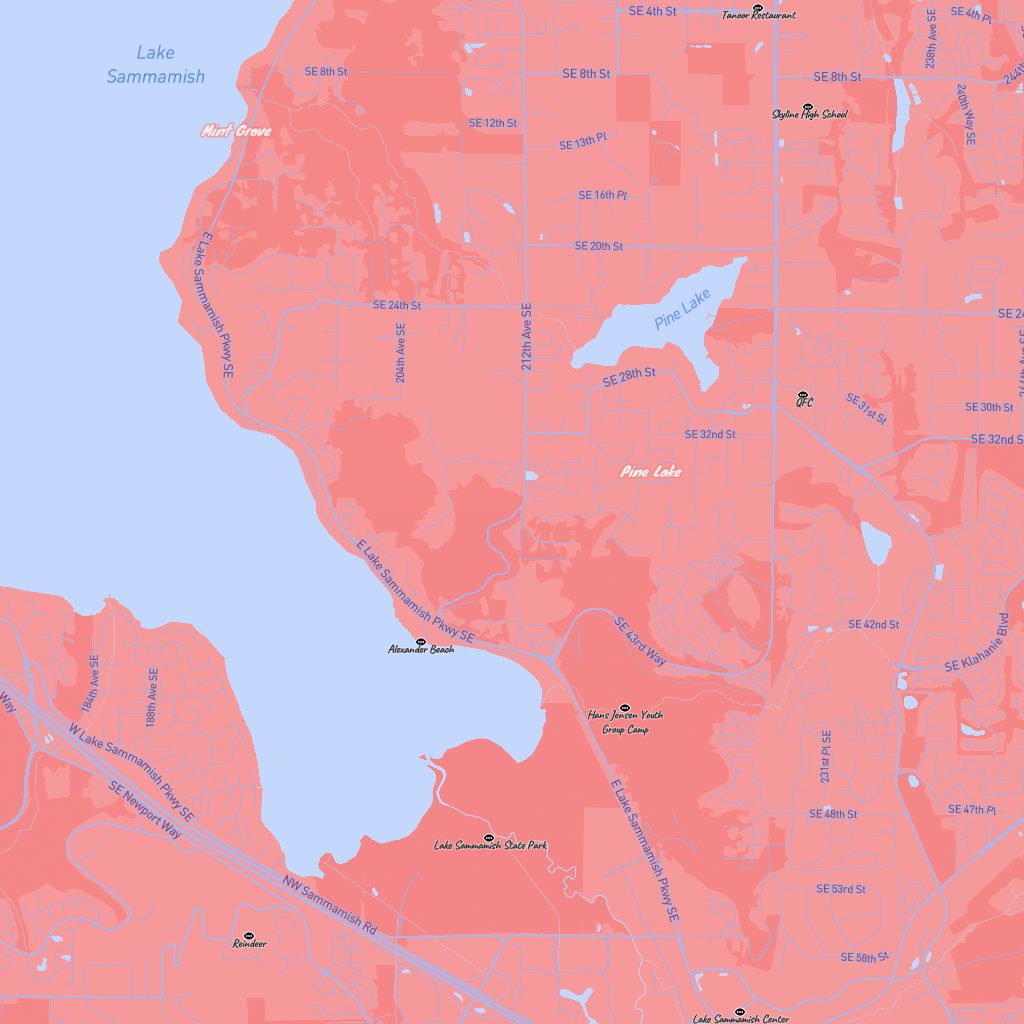 SE 4th St
Tanoor Restaurant
238th Ave SE
SE 4th Pl
Lake
Sammamish
SE 8th St
SE 8th St
SE 8th St
244th
240th Way SE
Skyline High School
SE 12th St
Mint Grove
SE 13th Pl
SE 16th Pl
SE 20th St
E Lake Sammamish Pkwy SE
Pine Lake
SE 24th St
SE 24
212th Ave SE
204th Ave SE
SE 28th St
QFC
SE 31st St
SE 30th St
SE 32nd St
SE 32nd S
Pine Lake
E Lake Sammamish Pkwy SE
SE 42nd St
SE Klahanie Blvd
SE 43rd Way
Alexander Beach
184th Ave SE
188th Ave SE
Way
Hans Jensen Youth
Group Camp
W Lake Sammamish Pkwy SE
231st Pl SE
SE Newport Way
E Lake Sammamish Pkwy SE
SE 47th Pl
SE 48th St
Lake Sammamish State Park
SE 53rd St
NW Sammamish Rd
Reindeer
SE 58th St
Lake Sammamish Center